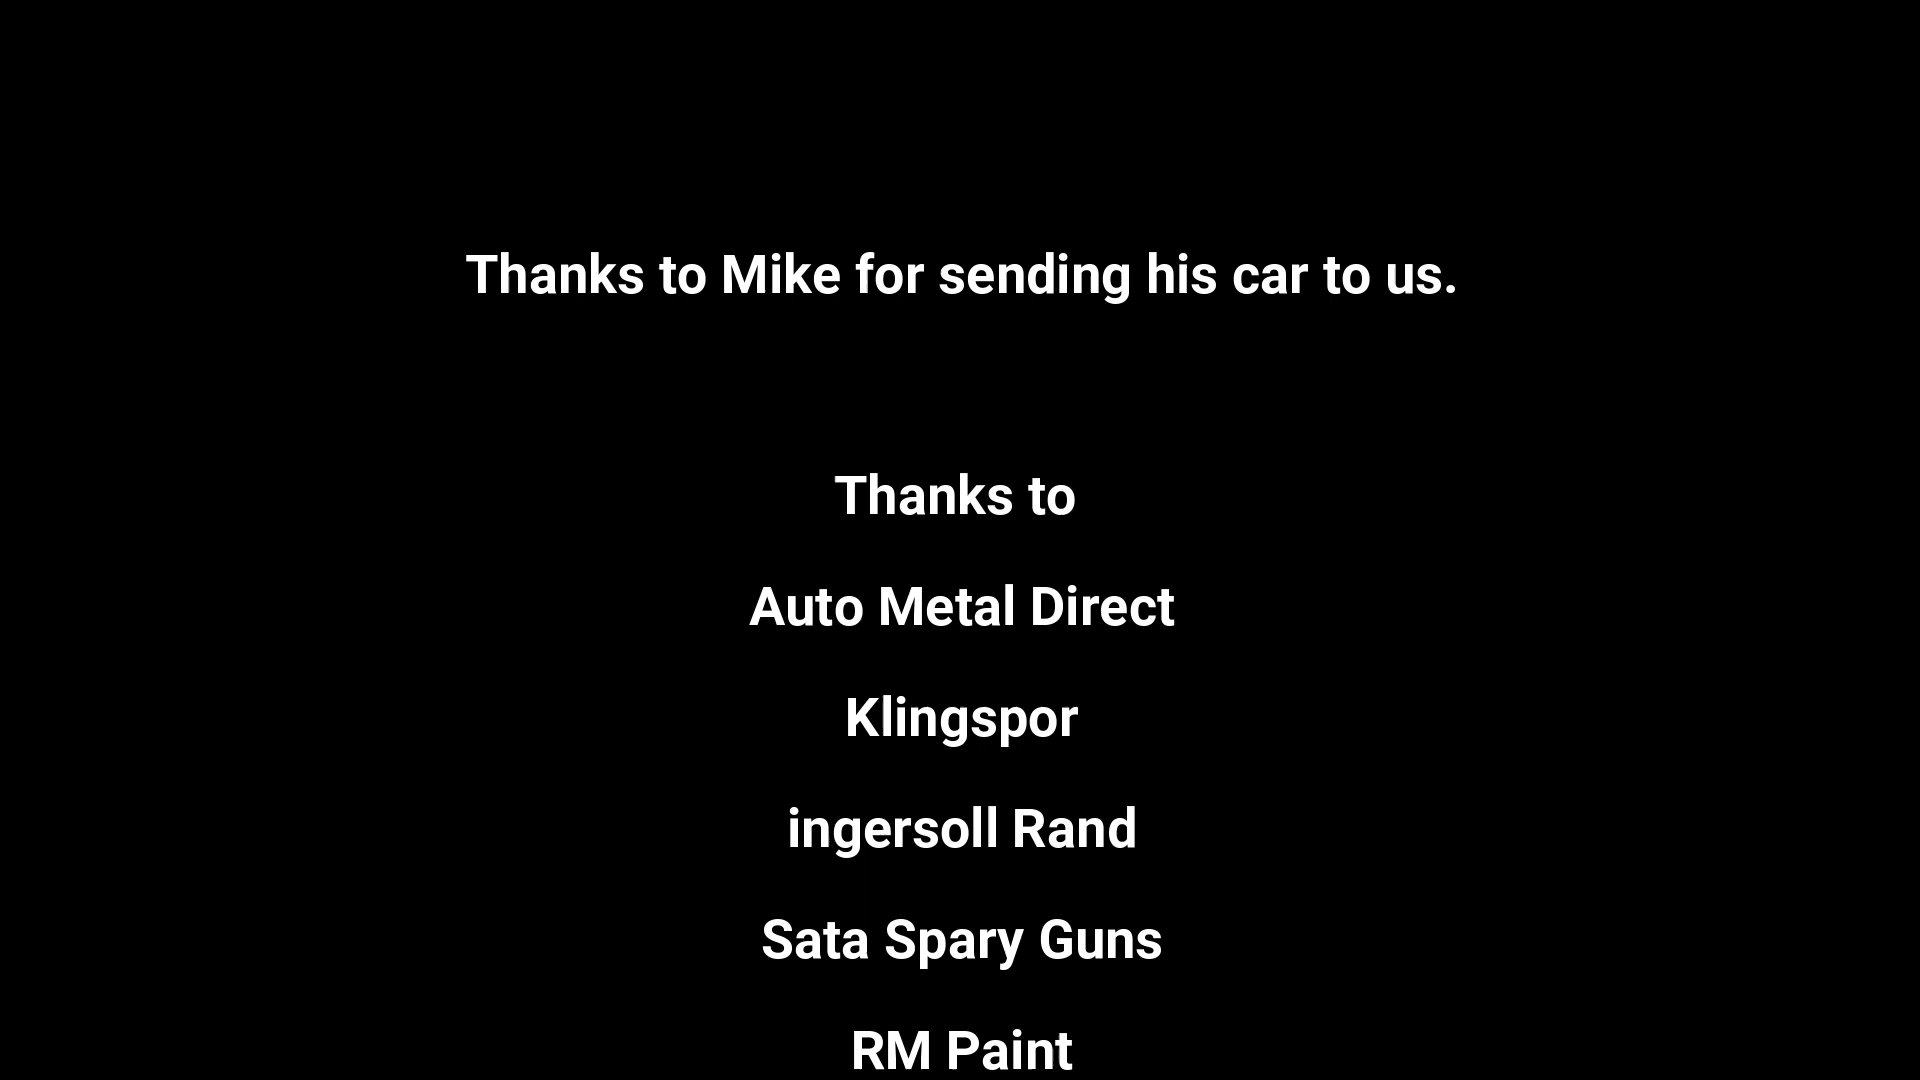 Thanks to Mike for sending his car to us.
Thanks to
Auto Metal Direct
Klingspor
ingersoll Rand
Sata Spary Guns
RM Paint